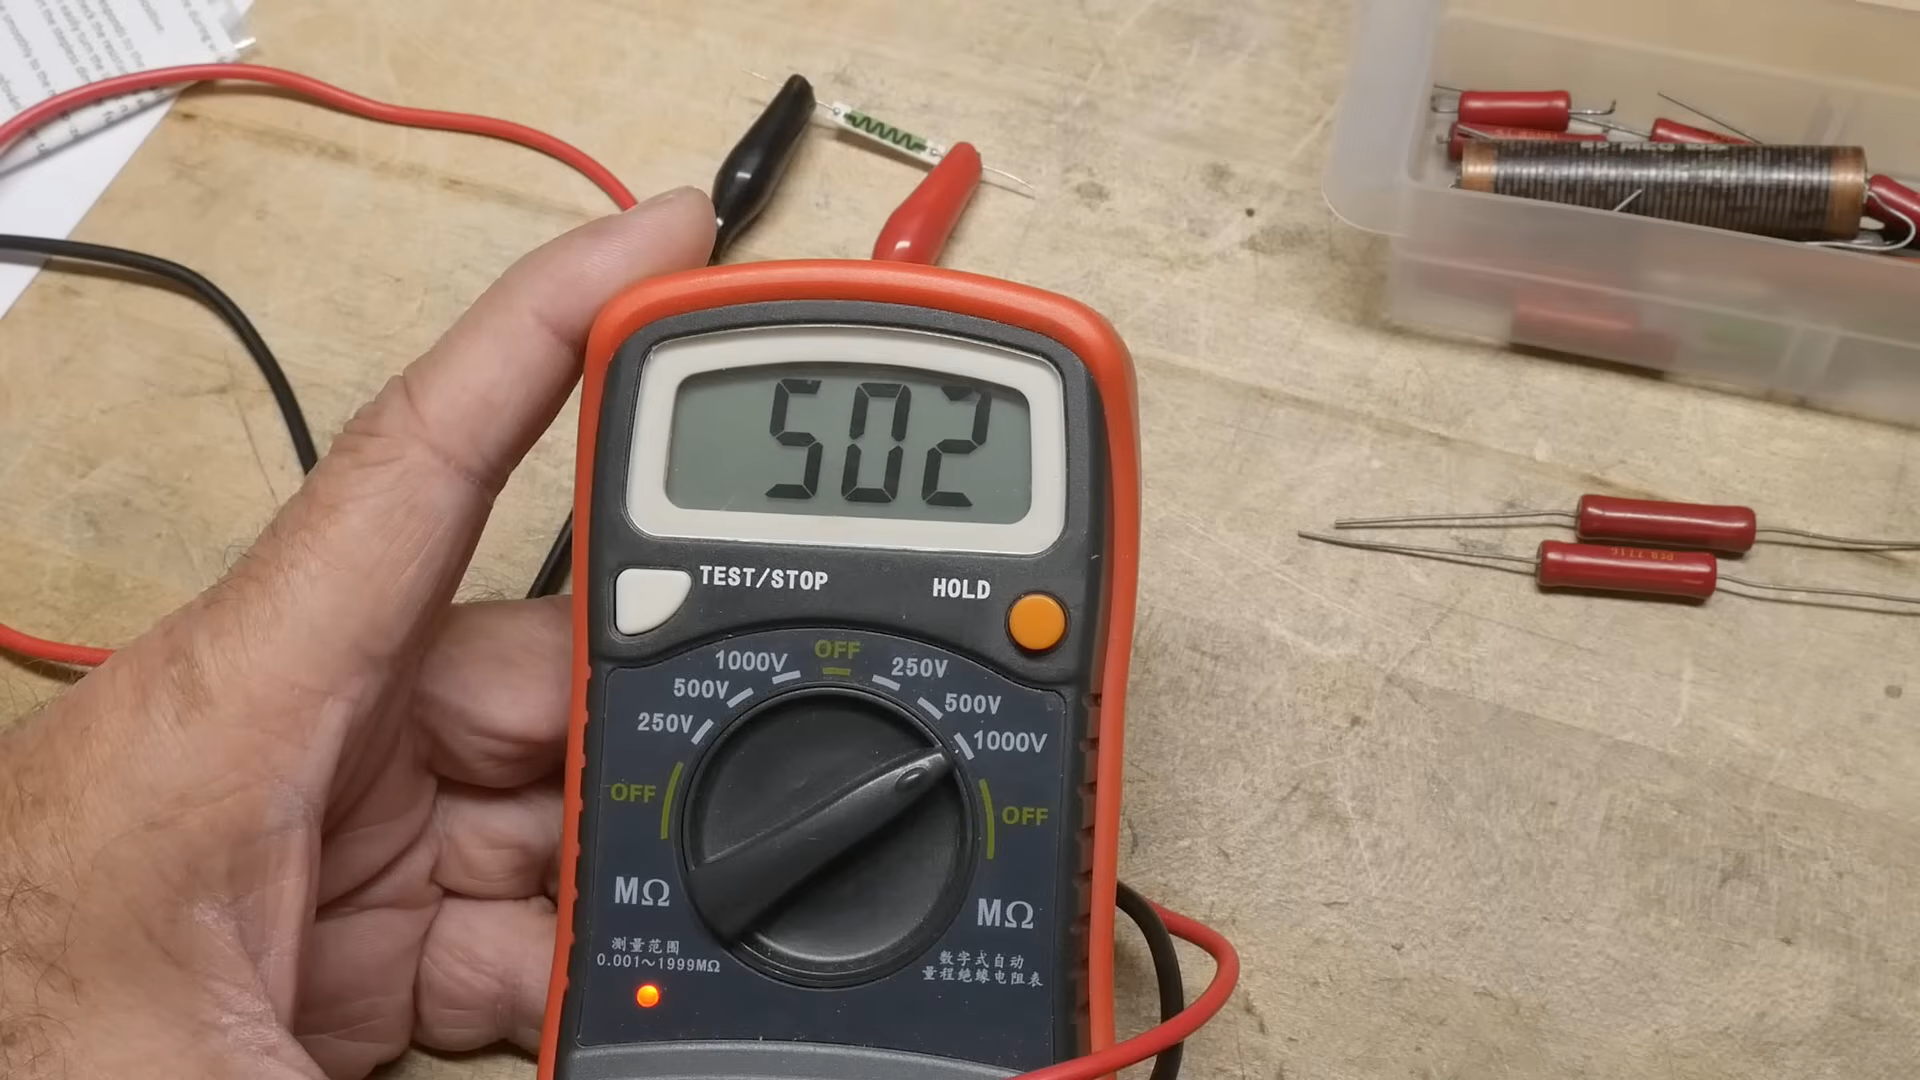 502
TEST/STOP
HOLD
OFF
1000V
250V
500V
500V
250V
1000V
OFF
OFF
MΩ
MΩ
测量范围
0.001~1999MΩ
数字式自动
量程绝缘电阻表